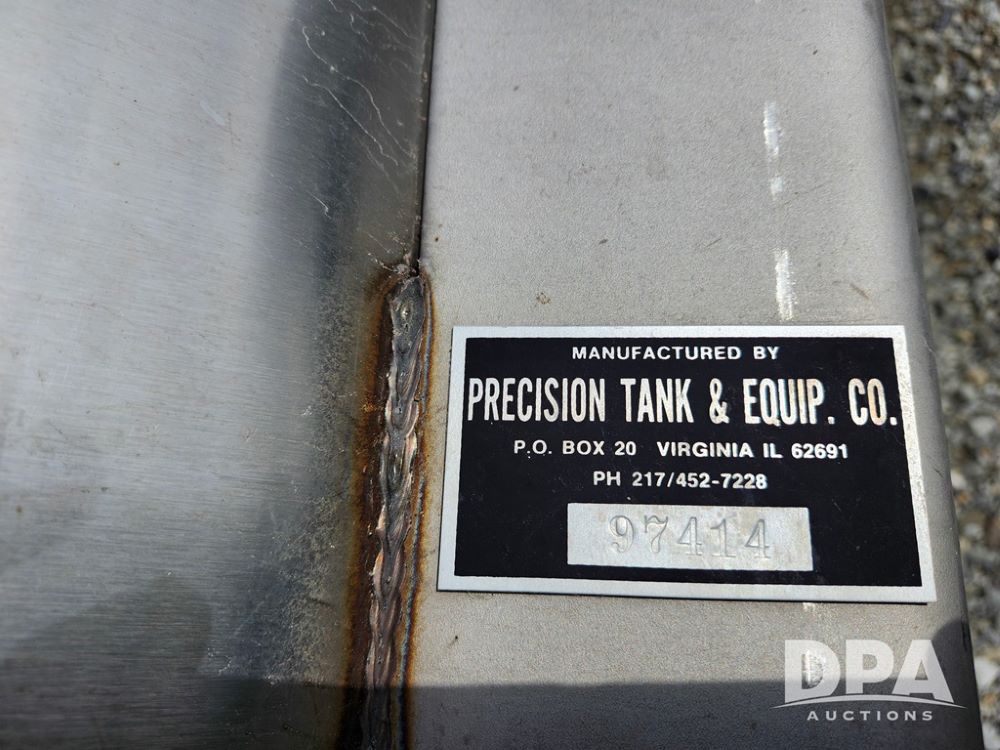 MANUFACTURED BY
PRECISION TANK & EQUIP. CO.
P.O. BOX 20 VIRGINIA IL 62691
PH 217/452-7228
97414
DPA
AUCTIONS